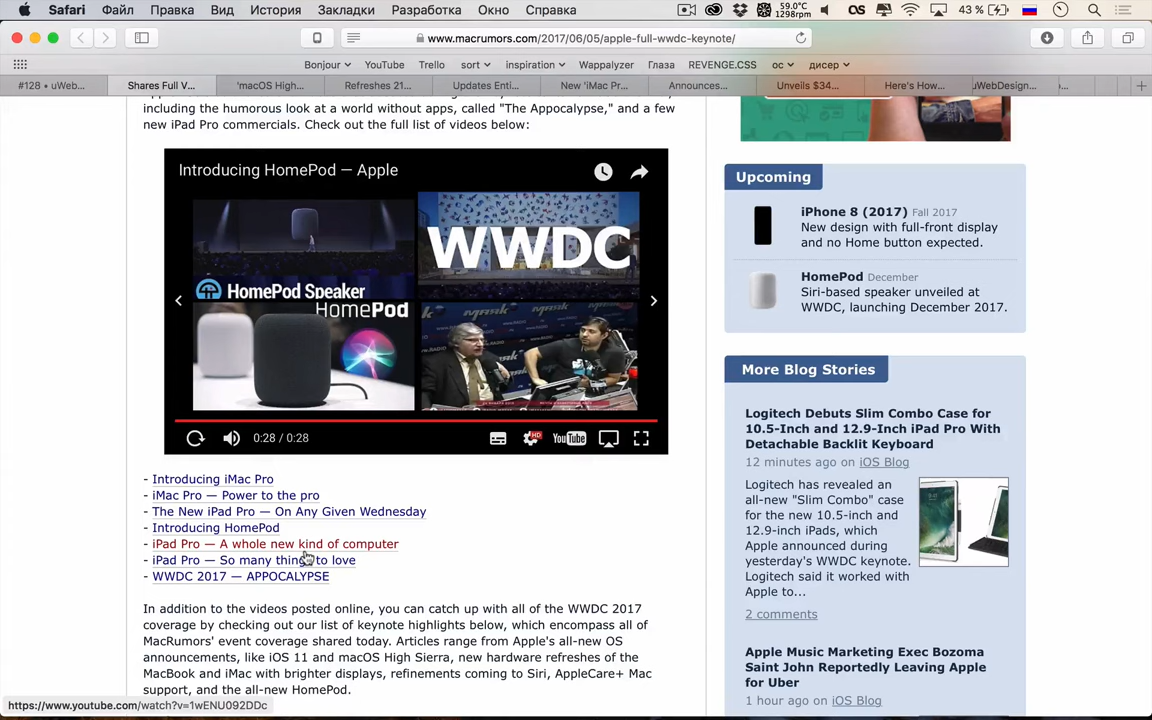 Safari Файл Правка Вид История Закладки Разработка Окно Справка 59.0°C 1298rpm OS 43 %
www.macrumors.com/2017/06/05/apple-full-wwdc-keynote/
Bonjour YouTube Trello sort inspiration Wappalyzer Глаза REVENGE.CSS ос дисер
#128 • uWeb... Shares Full V... 'macOS High... Refreshes 21... Updates Enti... New 'iMac Pr... Announces... Unveils $34... Here's How... uWebDesign...
including the humorous look at a world without apps, called "The Appocalypse," and a few
new iPad Pro commercials. Check out the full list of videos below:
Introducing HomePod — Apple
WWDC
HomePod Speaker
HomePod
0:28 / 0:28
HD
YouTube
- Introducing iMac Pro
- iMac Pro — Power to the pro
- The New iPad Pro — On Any Given Wednesday
- Introducing HomePod
- iPad Pro — A whole new kind of computer
- iPad Pro — So many things to love
- WWDC 2017 — APPOCALYPSE
In addition to the videos posted online, you can catch up with all of the WWDC 2017
coverage by checking out our list of keynote highlights below, which encompass all of
MacRumors' event coverage shared today. Articles range from Apple's all-new OS
announcements, like iOS 11 and macOS High Sierra, new hardware refreshes of the
MacBook and iMac with brighter displays, refinements coming to Siri, AppleCare+ Mac
support, and the all-new HomePod.
Upcoming
iPhone 8 (2017) Fall 2017
New design with full-front display
and no Home button expected.
HomePod December
Siri-based speaker unveiled at
WWDC, launching December 2017.
More Blog Stories
Logitech Debuts Slim Combo Case for
10.5-Inch and 12.9-Inch iPad Pro With
Detachable Backlit Keyboard
12 minutes ago on iOS Blog
Logitech has revealed an
all-new "Slim Combo" case
for the new 10.5-inch and
12.9-inch iPads, which
Apple announced during
yesterday's WWDC keynote.
Logitech said it worked with
Apple to...
2 comments
Apple Music Marketing Exec Bozoma
Saint John Reportedly Leaving Apple
for Uber
1 hour ago on iOS Blog
https://www.youtube.com/watch?v=1wENU092DDc